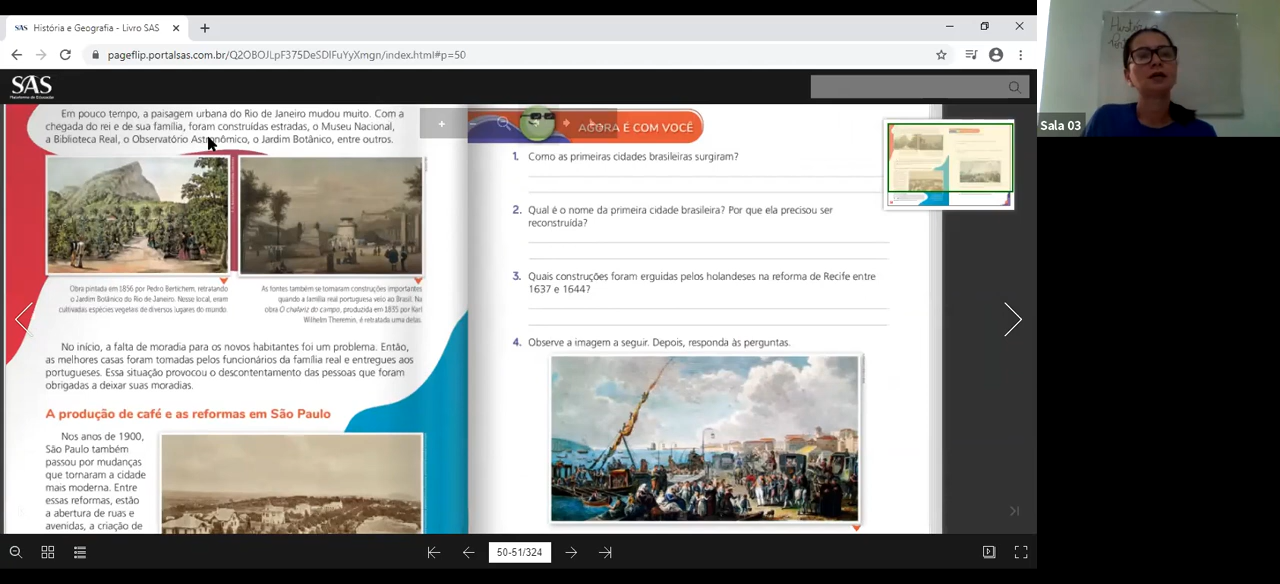 SAS História e Geografia - Livro SAS
pageflip.portalsas.com.br/Q2OBOJLpF375DeSDIFuYyXmgn/index.html#p=50
SAS
Plataforma de Educação
Em pouco tempo, a paisagem urbana do Rio de Janeiro mudou muito. Com a
chegada do rei e de sua família, foram construídas estradas, o Museu Nacional,
a Biblioteca Real, o Observatório Astronômico, o Jardim Botânico, entre outros.
Obra pintada em 1856 por Pedro Bertichem, retratando
o Jardim Botânico do Rio de Janeiro. Nesse local, eram
cultivadas espécies vegetais de diversos lugares do mundo
As fontes também se tornaram construções importantes
quando a família real portuguesa veio ao Brasil. Na
obra O chafariz do campo, produzida em 1835 por Karl
Wilhelm Theremin, é retratada uma delas.
No início, a falta de moradia para os novos habitantes foi um problema. Então,
as melhores casas foram tomadas pelos funcionários da família real e entregues aos
portugueses. Essa situação provocou o descontentamento das pessoas que foram
obrigadas a deixar suas moradias.
A produção de café e as reformas em São Paulo
Nos anos de 1900,
São Paulo também
passou por mudanças
que tornaram a cidade
mais moderna. Entre
essas reformas, estão
a abertura de ruas e
avenidas, a criação de
AGORA É COM VOCÊ
1. Como as primeiras cidades brasileiras surgiram?
2. Qual é o nome da primeira cidade brasileira? Por que ela precisou ser
reconstruída?
3. Quais construções foram erguidas pelos holandeses na reforma de Recife entre
1637 e 1644?
4. Observe a imagem a seguir. Depois, responda às perguntas.
50-51/324
Sala 03